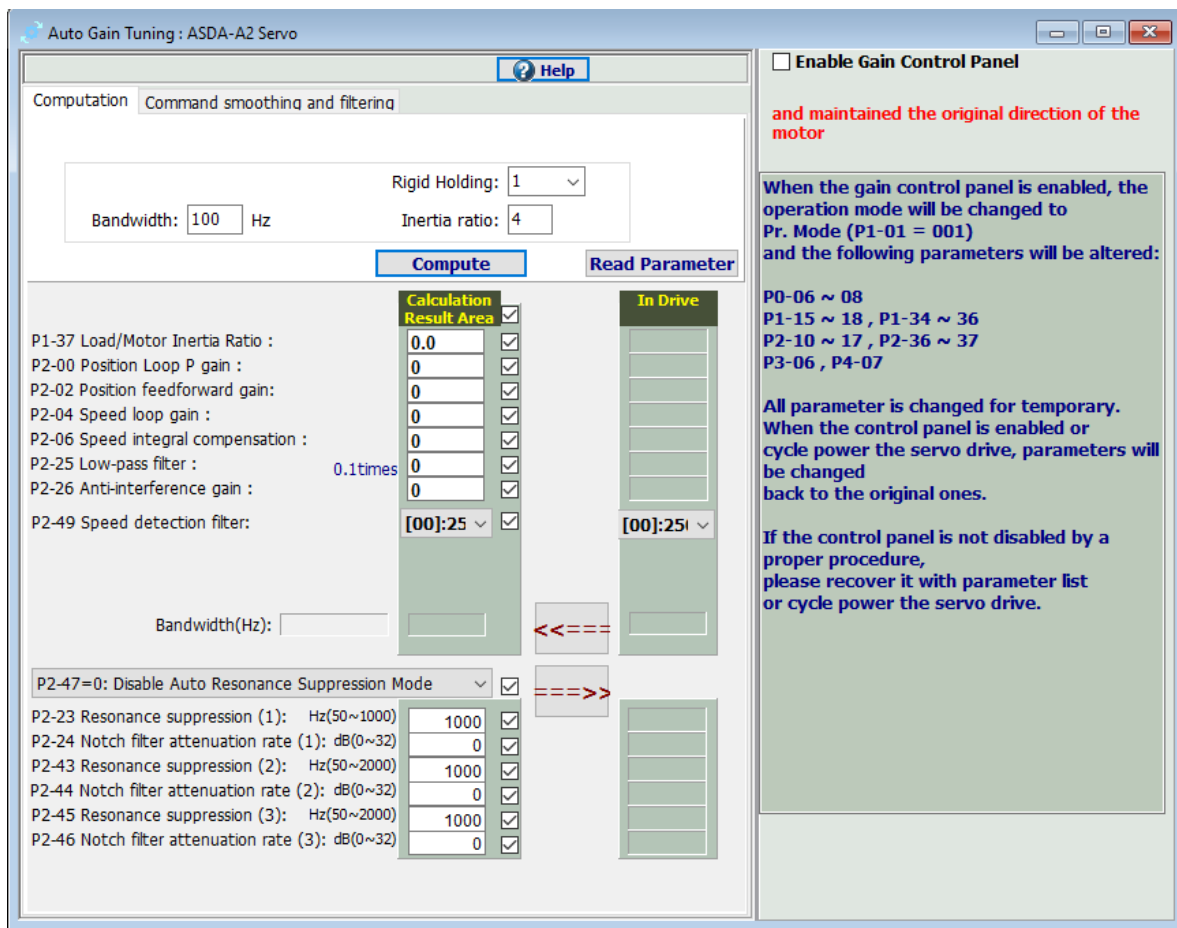 Auto Gain Tuning : ASDA-A2 Servo
Help
Computation
Command smoothing and filtering
Rigid Holding: 1
Bandwidth: 100 Hz
Inertia ratio: 4
Compute
Read Parameter
Calculation
Result Area
In Drive
P1-37 Load/Motor Inertia Ratio : 0.0
P2-00 Position Loop P gain : 0
P2-02 Position feedforward gain: 0
P2-04 Speed loop gain : 0
P2-06 Speed integral compensation : 0
P2-25 Low-pass filter : 0.1times 0
P2-26 Anti-interference gain : 0
P2-49 Speed detection filter: [00]:25 [00]:250
Bandwidth(Hz):
<<===
P2-47=0: Disable Auto Resonance Suppression Mode
===>>
P2-23 Resonance suppression (1): Hz(50~1000) 1000
P2-24 Notch filter attenuation rate (1): dB(0~32) 0
P2-43 Resonance suppression (2): Hz(50~2000) 1000
P2-44 Notch filter attenuation rate (2): dB(0~32) 0
P2-45 Resonance suppression (3): Hz(50~2000) 1000
P2-46 Notch filter attenuation rate (3): dB(0~32) 0
Enable Gain Control Panel
and maintained the original direction of the
motor
When the gain control panel is enabled, the
operation mode will be changed to
Pr. Mode (P1-01 = 001)
and the following parameters will be altered:
P0-06 ~ 08
P1-15 ~ 18 , P1-34 ~ 36
P2-10 ~ 17 , P2-36 ~ 37
P3-06 , P4-07
All parameter is changed for temporary.
When the control panel is enabled or
cycle power the servo drive, parameters will
be changed
back to the original ones.
If the control panel is not disabled by a
proper procedure,
please recover it with parameter list
or cycle power the servo drive.